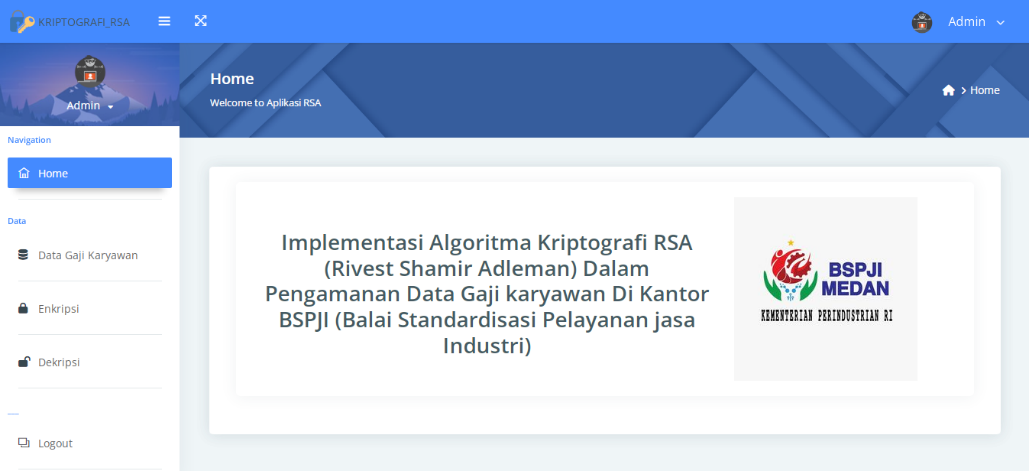 KRIPTOGRAFI_RSA
Admin
Admin
Navigation
Home
Data
Data Gaji Karyawan
Enkripsi
Dekripsi
Logout
Home
Welcome to Aplikasi RSA
Home
Implementasi Algoritma Kriptografi RSA
(Rivest Shamir Adleman) Dalam
Pengamanan Data Gaji karyawan Di Kantor
BSPJI (Balai Standardisasi Pelayanan jasa
Industri)
BSPJI
MEDAN
KEMENTERIAN PERINDUSTRIAN RI